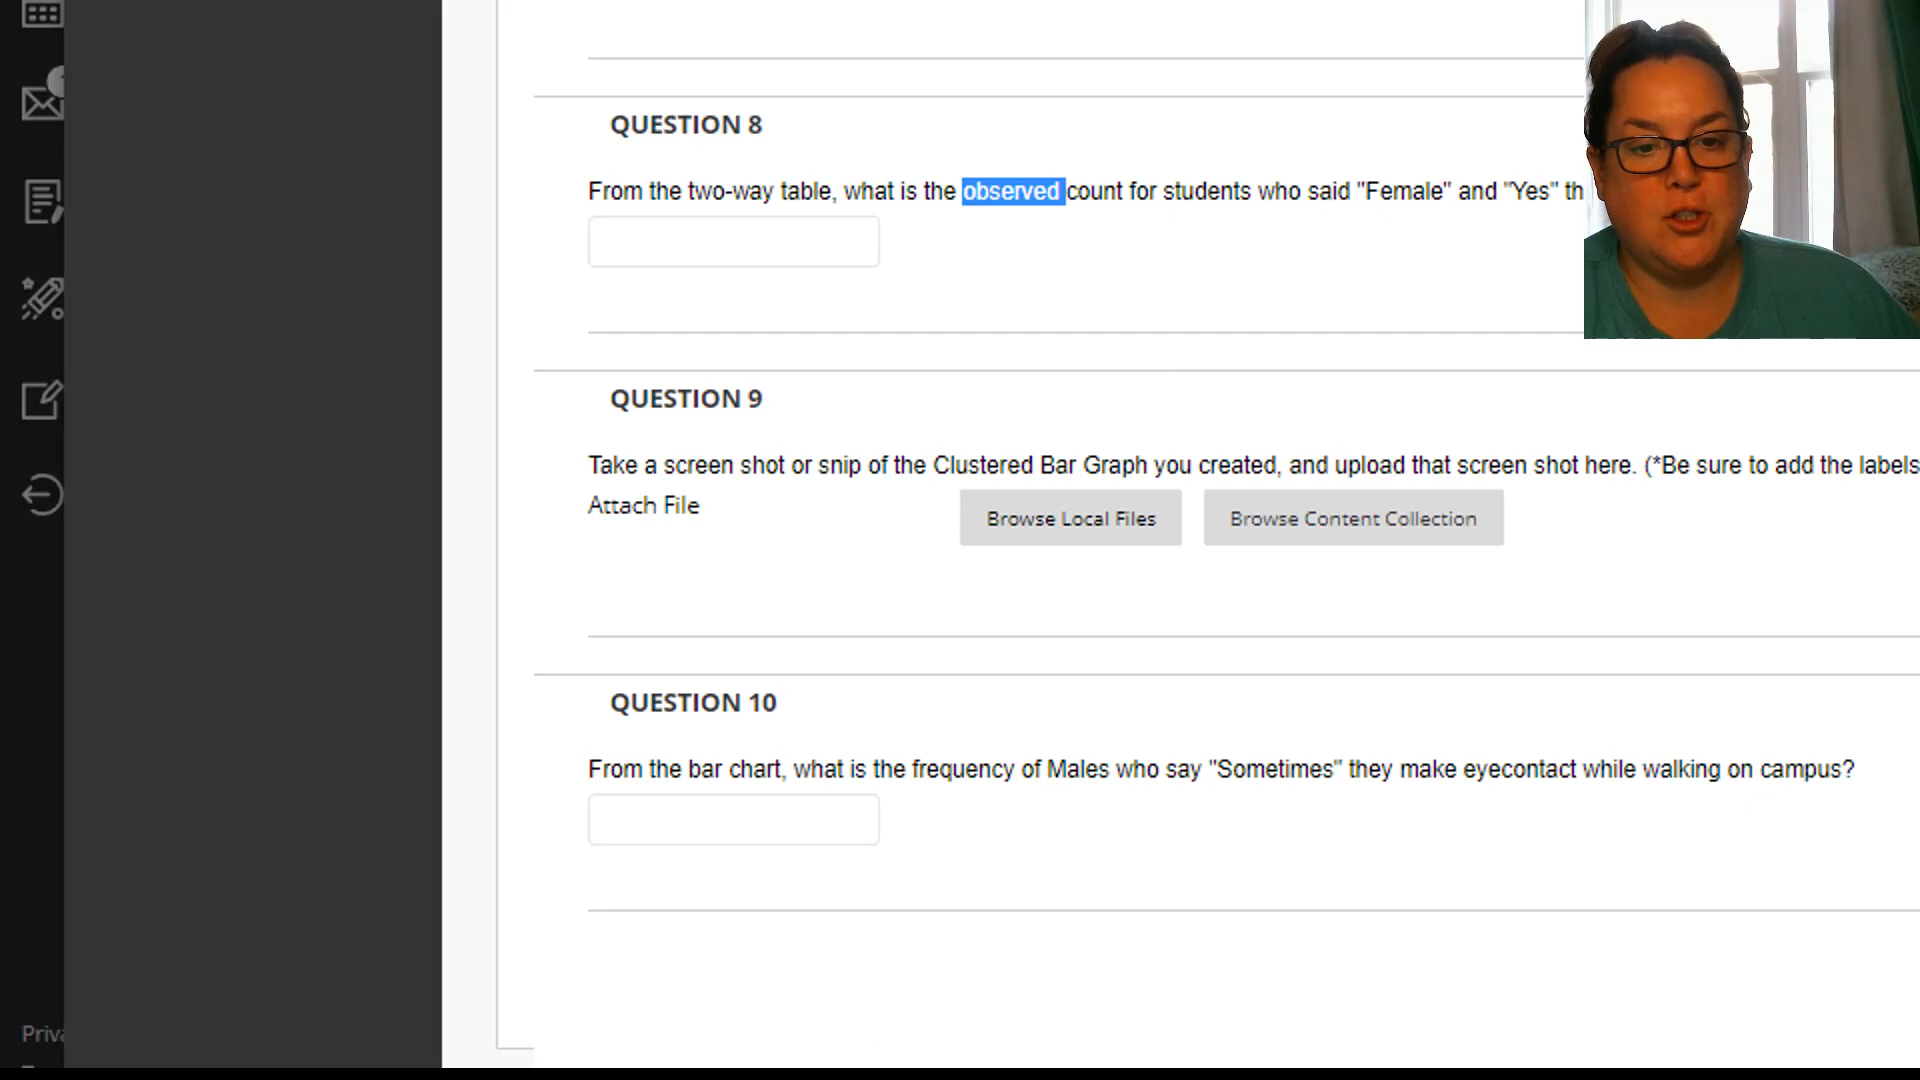 QUESTION 8
From the two-way table, what is the observed count for students who said "Female" and "Yes" th
QUESTION 9
Take a screen shot or snip of the Clustered Bar Graph you created, and upload that screen shot here. (*Be sure to add the labels
Attach File
Browse Local Files
Browse Content Collection
QUESTION 10
From the bar chart, what is the frequency of Males who say "Sometimes" they make eyecontact while walking on campus?
Priva